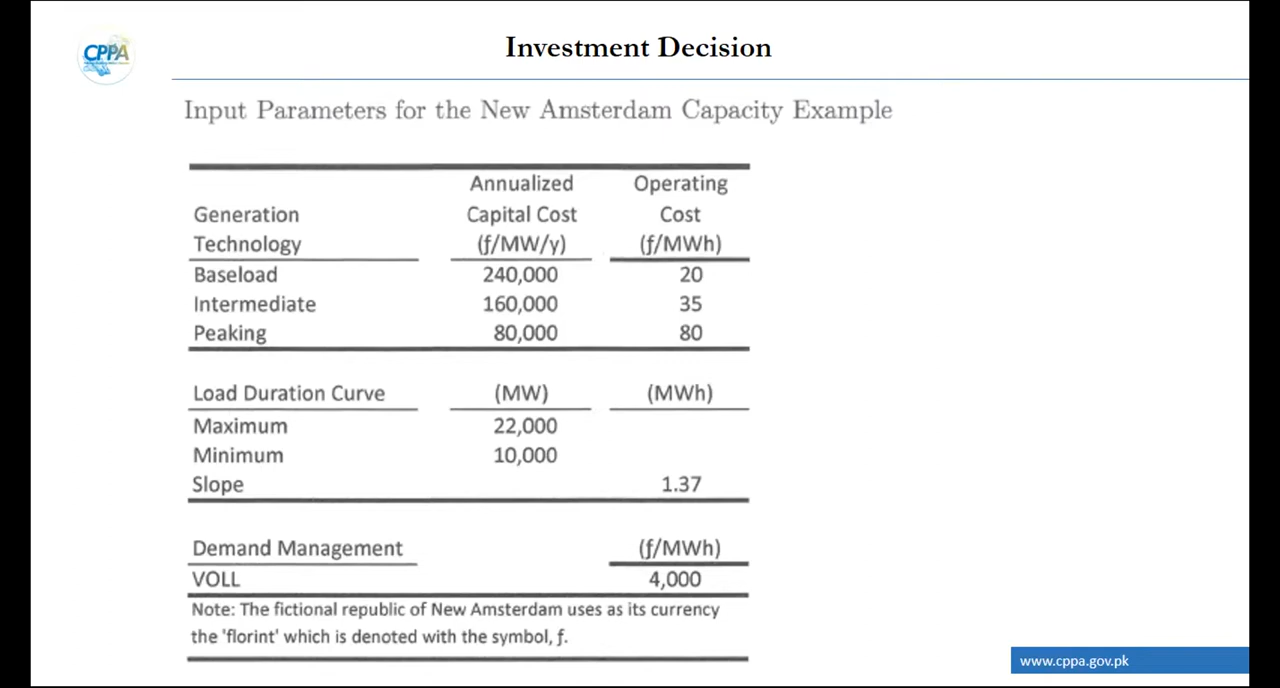 CPPA
Investment Decision
Input Parameters for the New Amsterdam Capacity Example
Annualized Operating
Generation Capital Cost Cost
Technology (ƒ/MW/y) (ƒ/MWh)
Baseload 240,000 20
Intermediate 160,000 35
Peaking 80,000 80
Load Duration Curve (MW) (MWh)
Maximum 22,000
Minimum 10,000
Slope 1.37
Demand Management (ƒ/MWh)
VOLL 4,000
Note: The fictional republic of New Amsterdam uses as its currency
the 'florint' which is denoted with the symbol, ƒ.
www.cppa.gov.pk